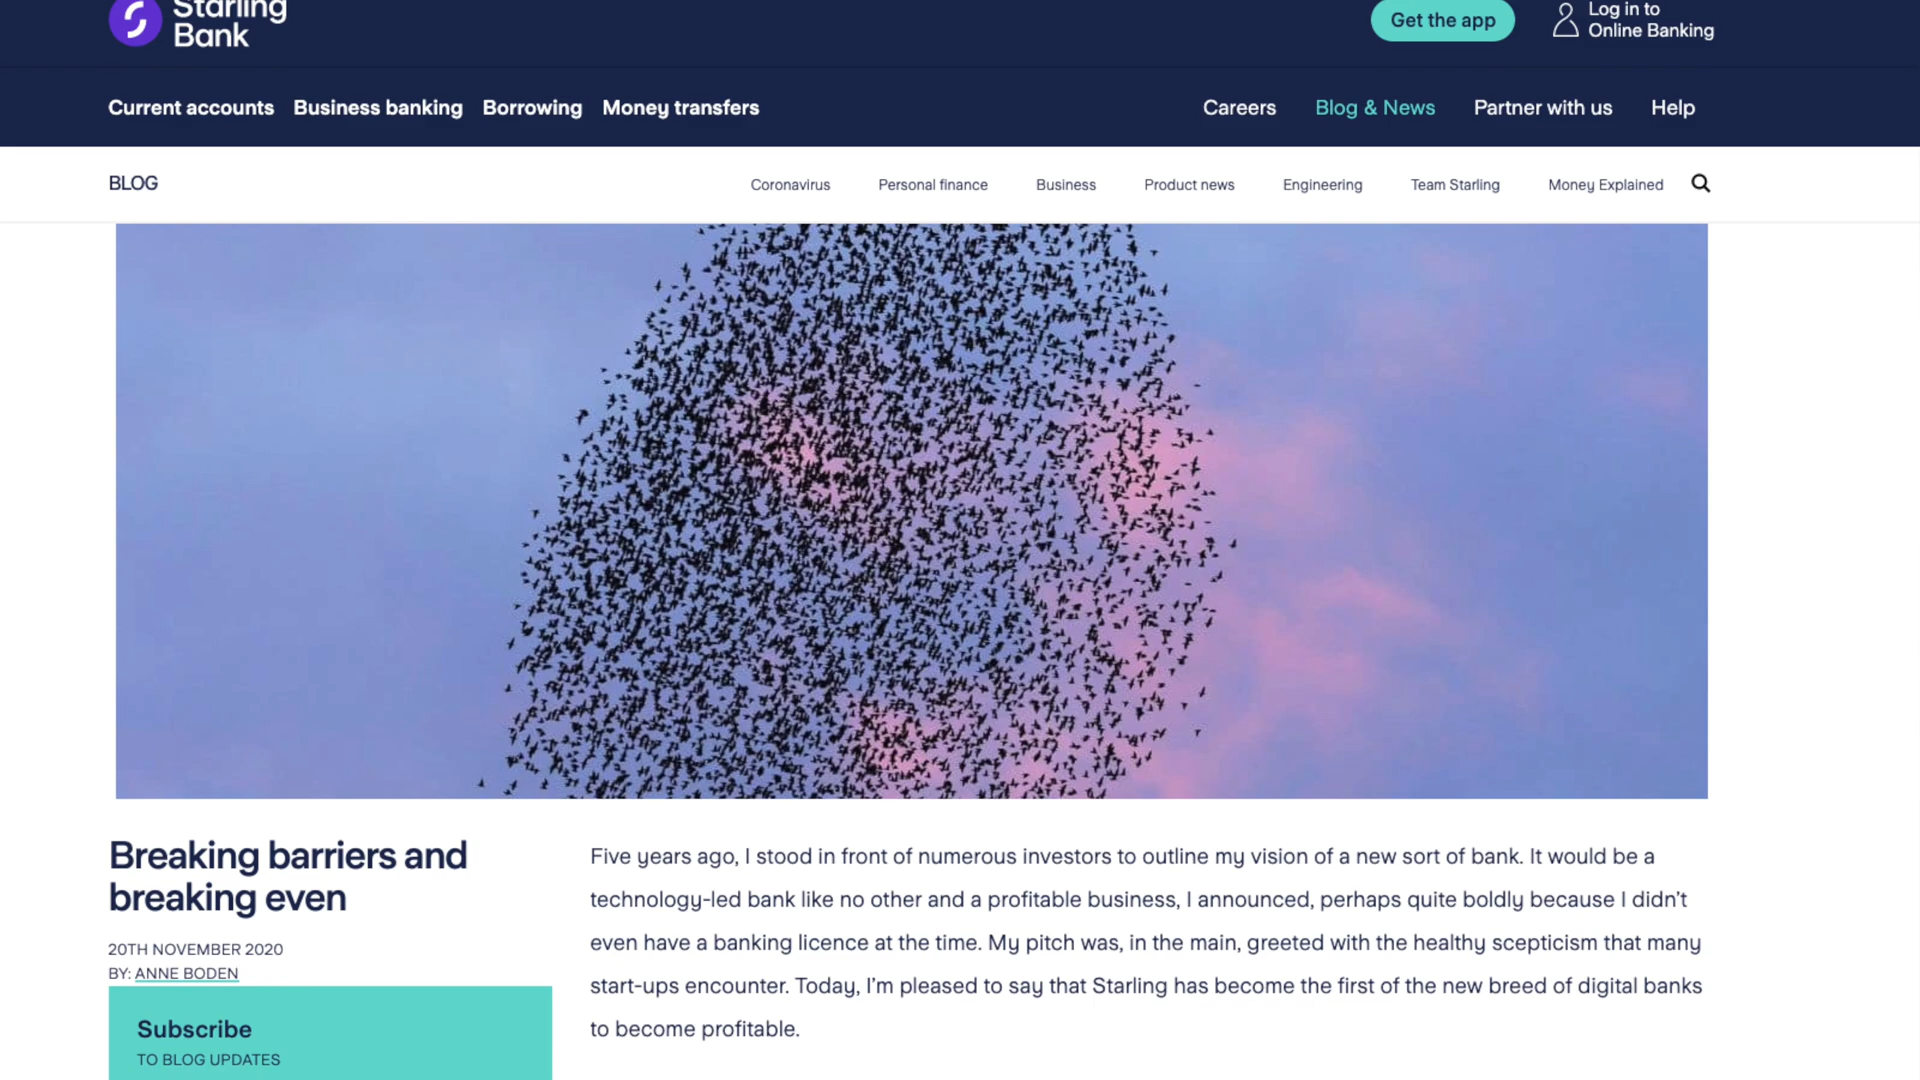 Starling
Bank
Get the app
Log in to
Online Banking
Current accounts Business banking Borrowing Money transfers
Careers Blog & News Partner with us Help
BLOG
Coronavirus Personal finance Business Product news Engineering Team Starling Money Explained
Breaking barriers and
breaking even
20TH NOVEMBER 2020
BY: ANNE BODEN
Subscribe
TO BLOG UPDATES
Five years ago, I stood in front of numerous investors to outline my vision of a new sort of bank. It would be a
technology-led bank like no other and a profitable business, I announced, perhaps quite boldly because I didn't
even have a banking licence at the time. My pitch was, in the main, greeted with the healthy scepticism that many
start-ups encounter. Today, I'm pleased to say that Starling has become the first of the new breed of digital banks
to become profitable.